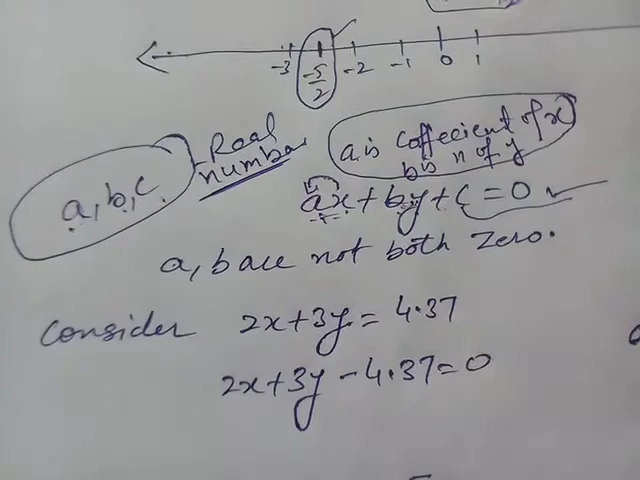 -3 -5/2 -2 -1 0 1
a, b, c. Real number
a is coffecient of x
b is n of y
ax + by + c = 0
a, b are not both zero.
Consider 2x+3y = 4.37
2x+3y - 4.37 = 0